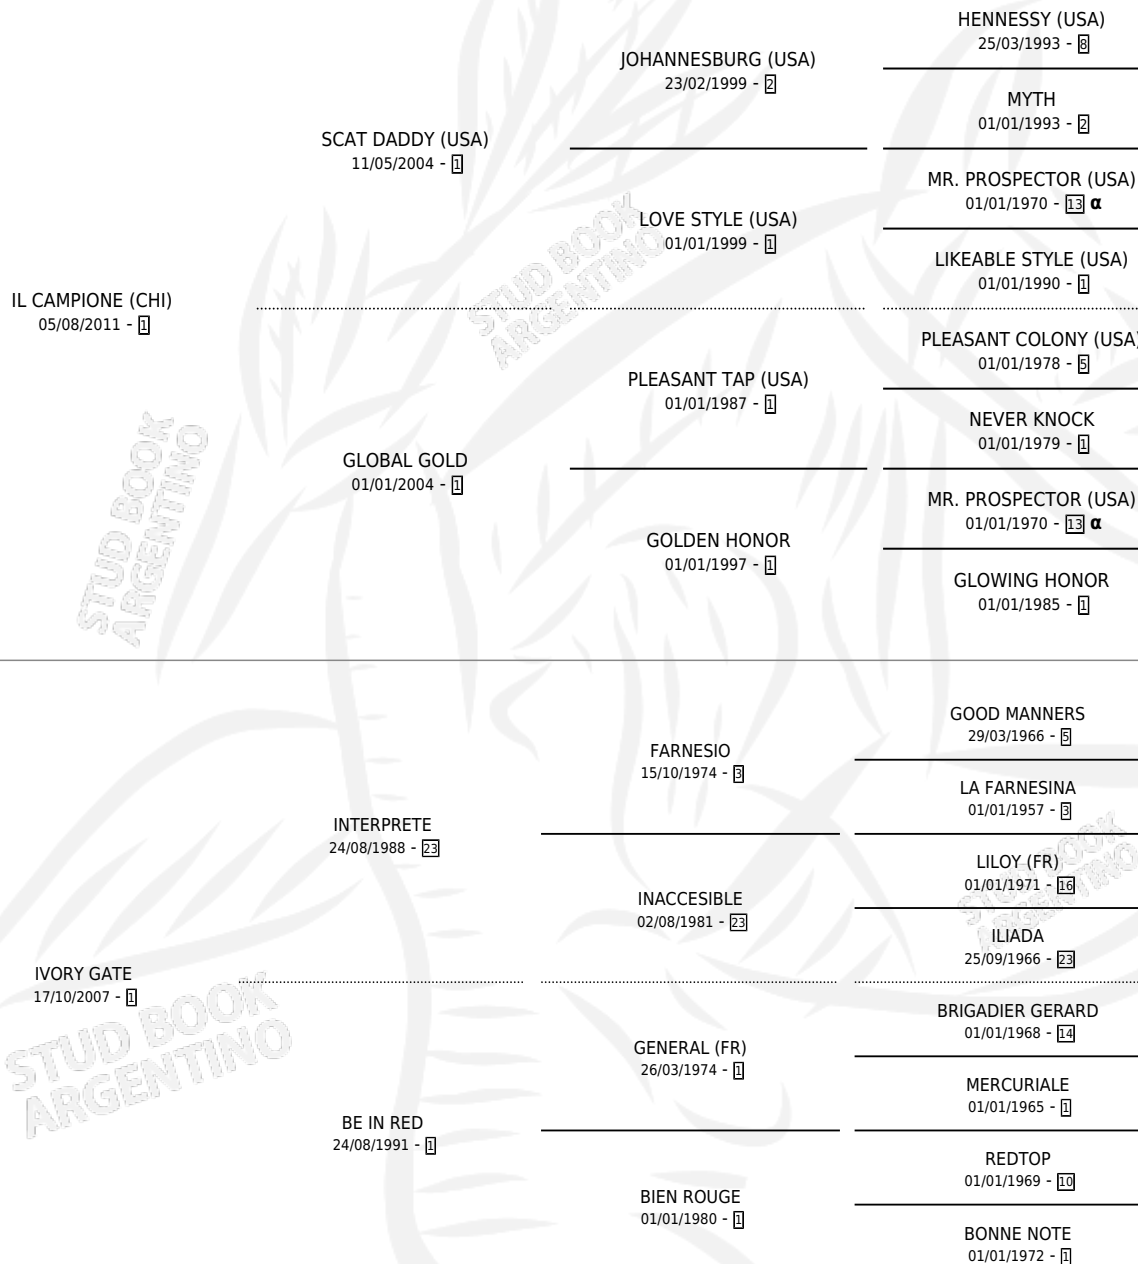 HENNESSY (USA)
25/03/1993 - 8
JOHANNESBURG (USA)
23/02/1999 - 2
MYTH
01/01/1993 - 2
SCAT DADDY (USA)
11/05/2004 - 1
MR. PROSPECTOR (USA)
01/01/1970 - 13 α
LOVE STYLE (USA)
01/01/1999 - 1
LIKEABLE STYLE (USA)
01/01/1990 - 1
IL CAMPIONE (CHI)
05/08/2011 - 1
PLEASANT COLONY (USA)
01/01/1978 - 5
PLEASANT TAP (USA)
01/01/1987 - 1
NEVER KNOCK
01/01/1979 - 1
GLOBAL GOLD
01/01/2004 - 1
MR. PROSPECTOR (USA)
01/01/1970 - 13 α
GOLDEN HONOR
01/01/1997 - 1
GLOWING HONOR
01/01/1985 - 1
GOOD MANNERS
29/03/1966 - 5
FARNESIO
15/10/1974 - 3
LA FARNESINA
01/01/1957 - 3
INTERPRETE
24/08/1988 - 23
LILOY (FR)
01/01/1971 - 16
INACCESIBLE
02/08/1981 - 23
ILIADA
25/09/1966 - 23
IVORY GATE
17/10/2007 - 1
BRIGADIER GERARD
01/01/1968 - 14
GENERAL (FR)
26/03/1974 - 1
MERCURIALE
01/01/1965 - 1
BE IN RED
24/08/1991 - 1
REDTOP
01/01/1969 - 10
BIEN ROUGE
01/01/1980 - 1
BONNE NOTE
01/01/1972 - 1
STUD BOOK
ARGENTINO
STUD BOOK
ARGENTINO
STUD BOOK
ARGENTINO
STUD BOOK
ARGENTINO